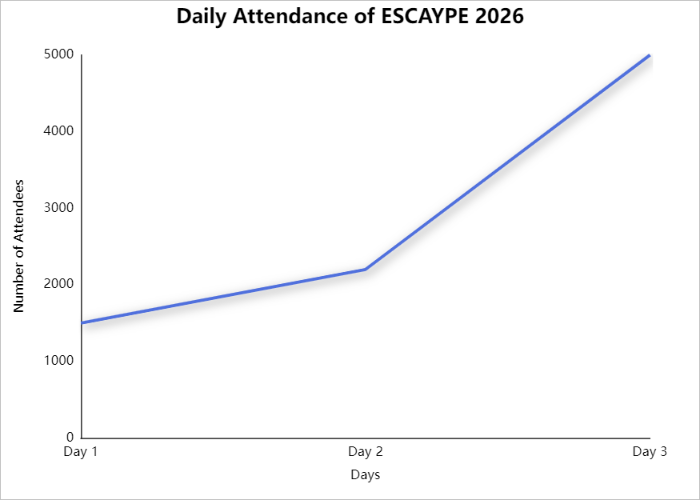 Daily Attendance of ESCAYPE 2026
Number of Attendees
5000
4000
3000
2000
1000
0
Day 1
Day 2
Day 3
Days